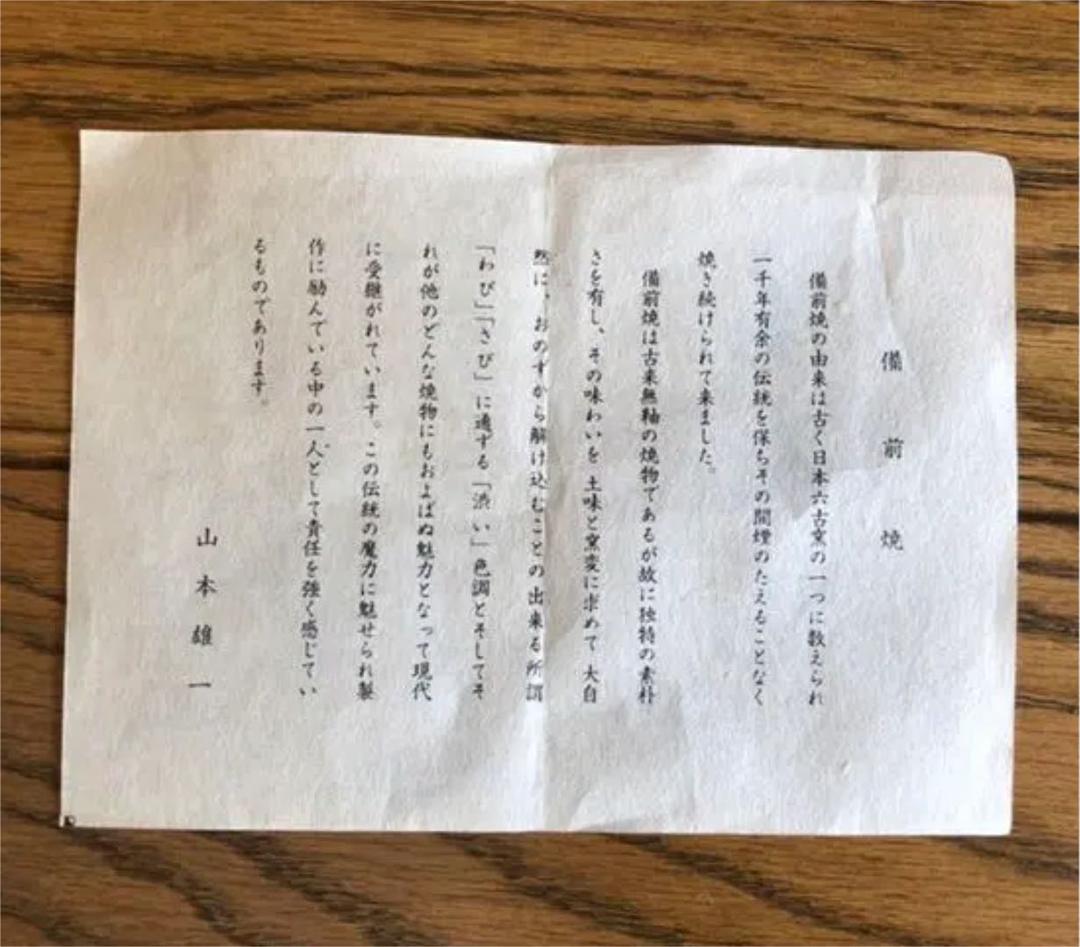 備前焼
備前焼の由来は古く日本六古窯の一つに数えられ
一千年有余の伝統を保ちその間煙のたえることなく
焼き続けられて来ました。
備前焼は古来無釉の焼物であるが故に独特の素朴
さを有し、その味わいを 土味と窯変に求めて 大自
然に、おのずから解け込むことの出来る所謂
「わび」「さび」に通ずる「渋い」色調とそしてそ
れが他のどんな焼物にもおよばぬ魅力となって現代
に受継がれています。この伝統の魔力に魅せられ製
作に励んでいる中の一人として責任を強く感じてい
るものであります。
山本雄一